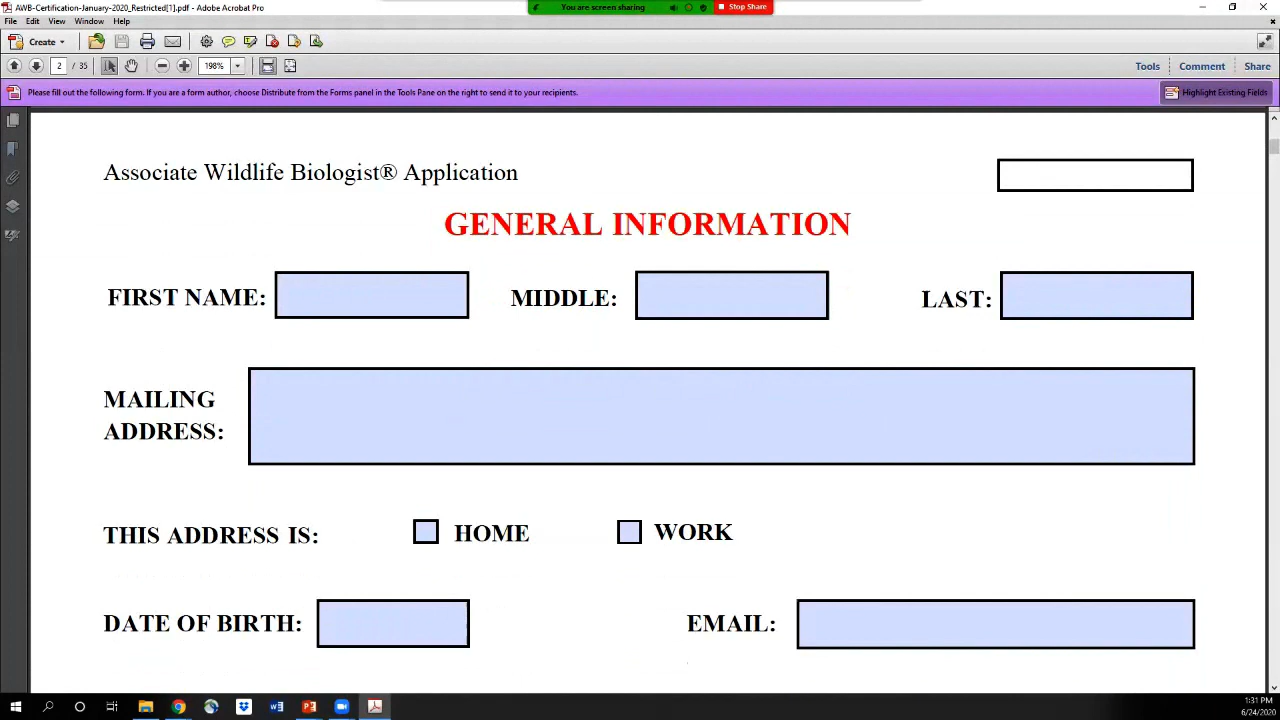 AWB-Certification-January-2020_Restricted[1].pdf - Adobe Acrobat Pro
You are screen sharing
Stop Share
File Edit View Window Help
Create
2 / 35
198%
Tools Comment Share
Please fill out the following form. If you are a form author, choose Distribute from the Forms panel in the Tools Pane on the right to send it to your recipients.
Highlight Existing Fields
Associate Wildlife Biologist® Application
GENERAL INFORMATION
FIRST NAME: MIDDLE: LAST:
MAILING
ADDRESS:
THIS ADDRESS IS: HOME WORK
DATE OF BIRTH: EMAIL:
1:31 PM
6/24/2020